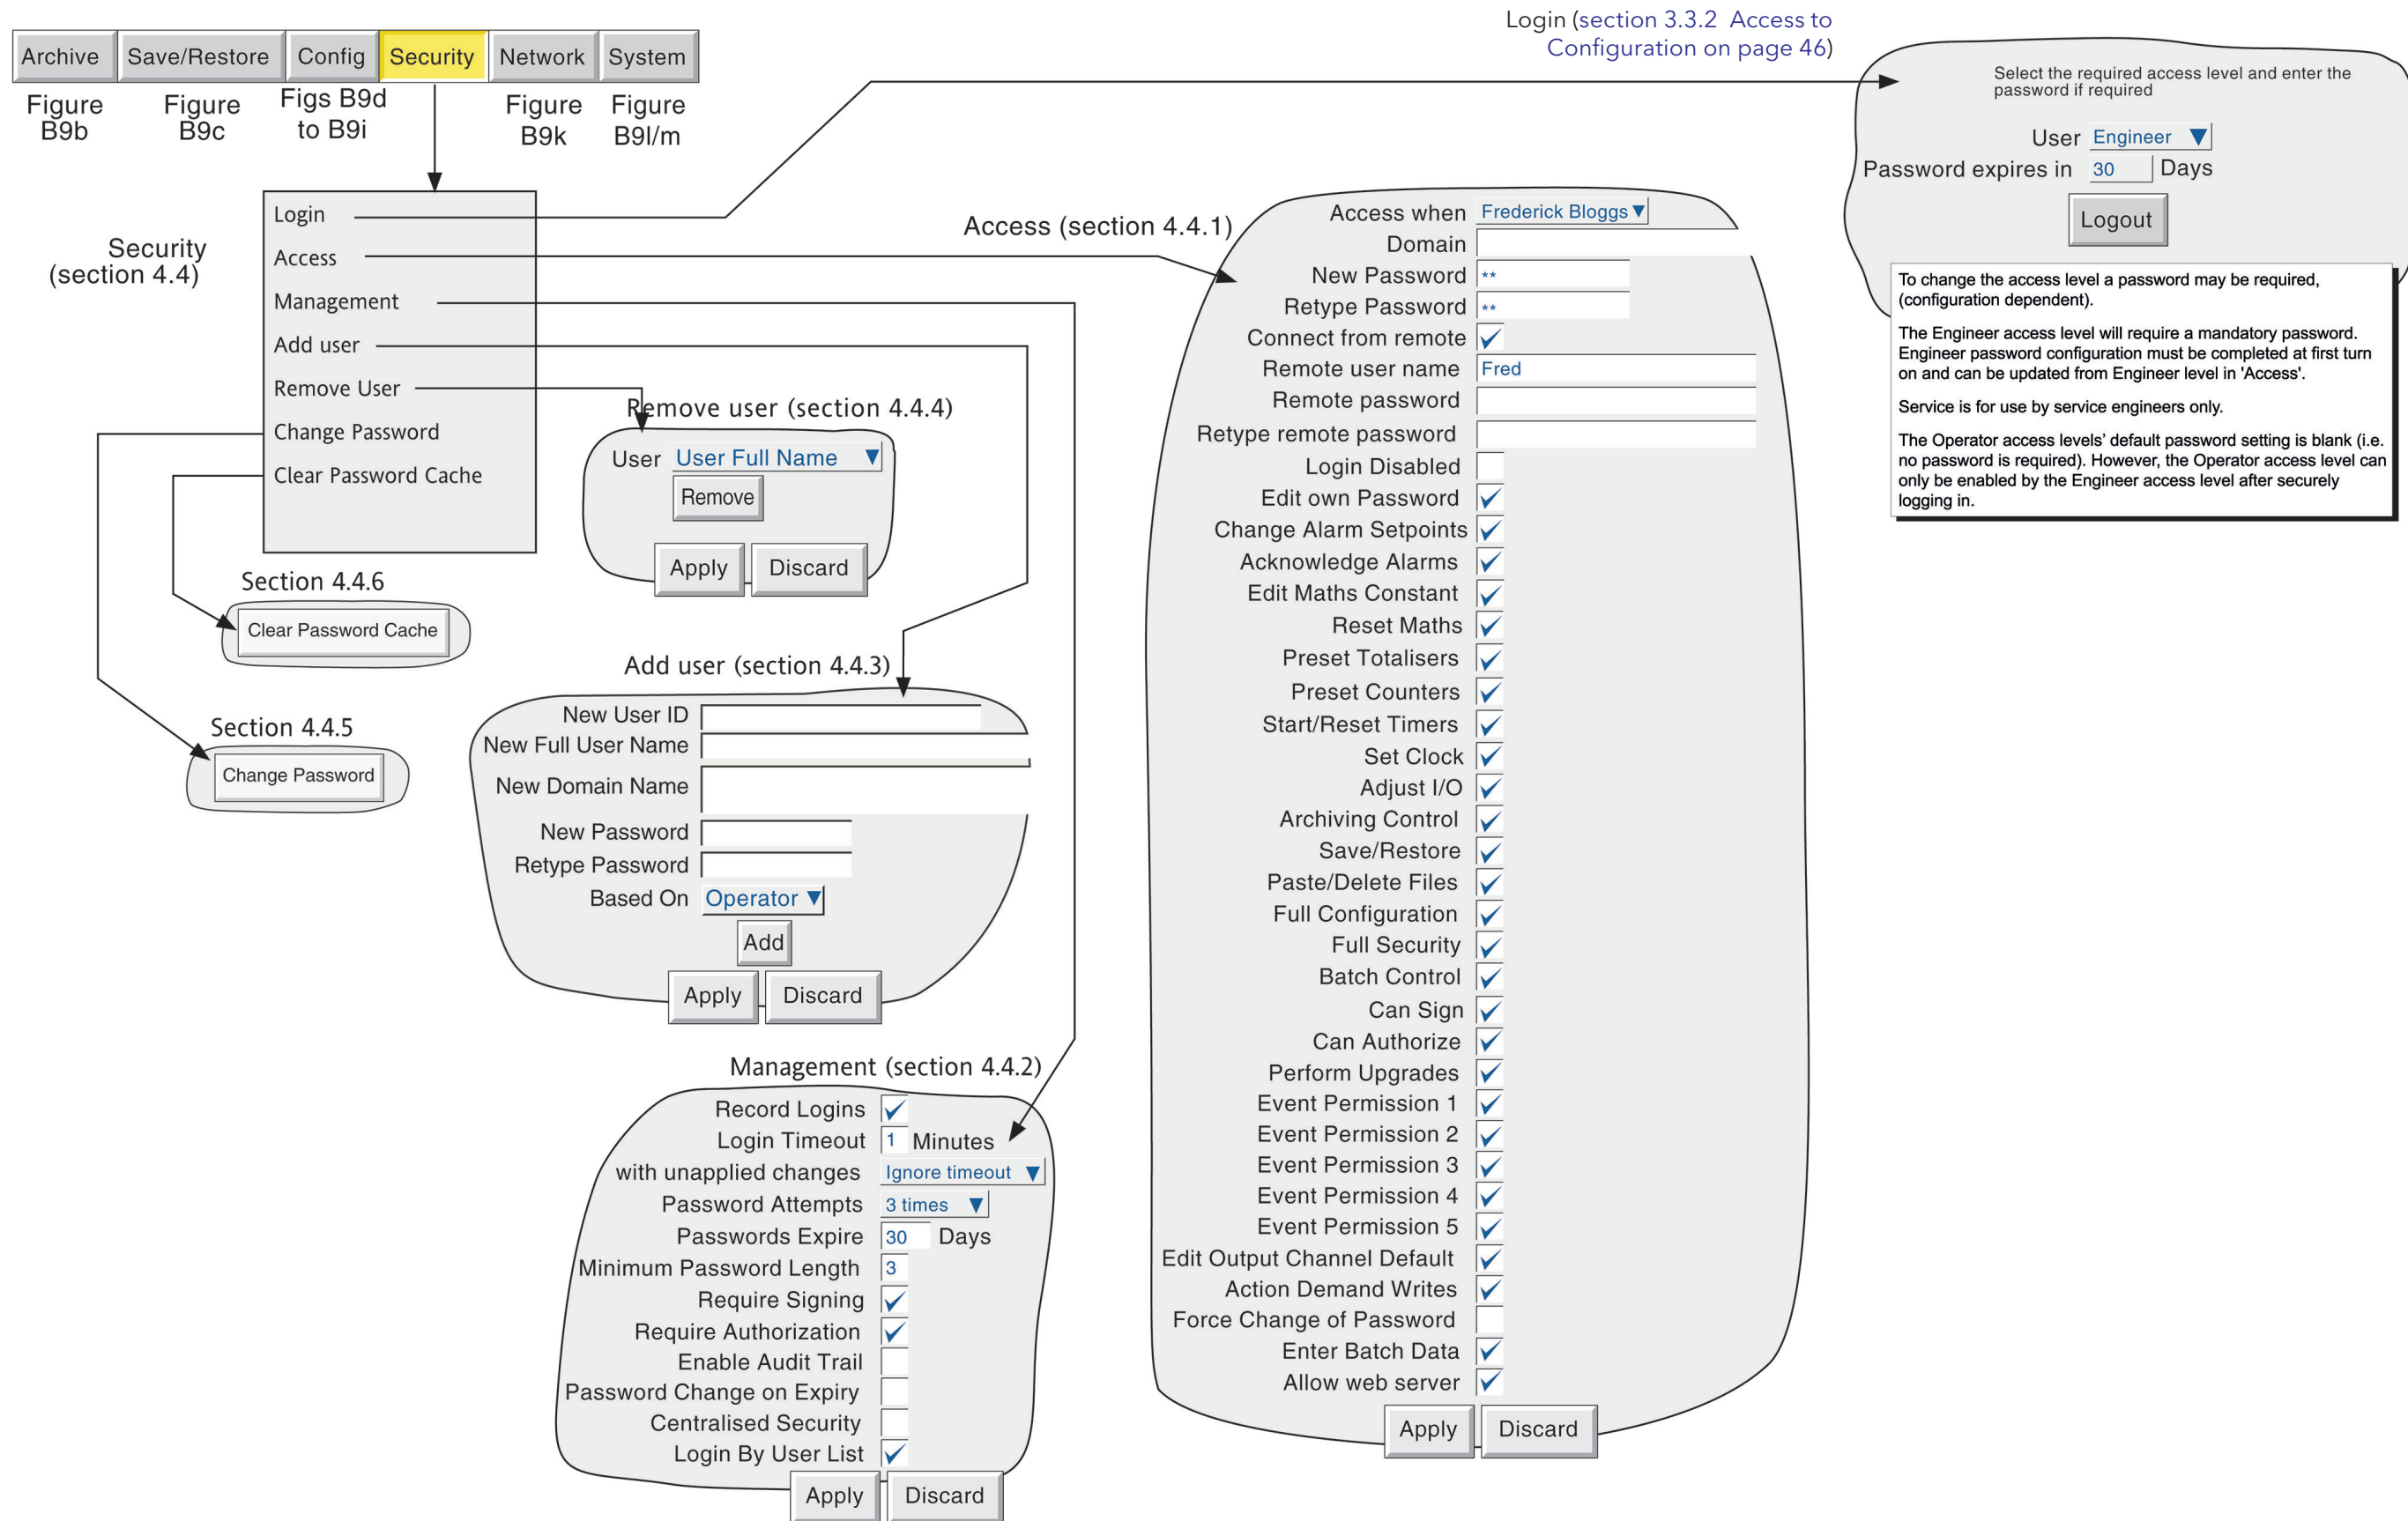 Login (section 3.3.2 Access to
Configuration on page 46)
Archive Save/Restore Config Security Network System
Figure B9b
Figure B9c
Figs B9d to B9i
Figure B9k
Figure B9l/m
Security
(section 4.4)
Login
Access
Management
Add user
Remove User
Change Password
Clear Password Cache
Select the required access level and enter the
password if required
User Engineer
Password expires in 30 Days
Logout
To change the access level a password may be required,
(configuration dependent).
The Engineer access level will require a mandatory password.
Engineer password configuration must be completed at first turn
on and can be updated from Engineer level in 'Access'.
Service is for use by service engineers only.
The Operator access levels’ default password setting is blank (i.e.
no password is required). However, the Operator access level can
only be enabled by the Engineer access level after securely
logging in.
Access (section 4.4.1)
Access when Frederick Bloggs
Domain
New Password **
Retype Password **
Connect from remote
Remote user name Fred
Remote password
Retype remote password
Login Disabled
Edit own Password
Change Alarm Setpoints
Acknowledge Alarms
Edit Maths Constant
Reset Maths
Preset Totalisers
Preset Counters
Start/Reset Timers
Set Clock
Adjust I/O
Archiving Control
Save/Restore
Paste/Delete Files
Full Configuration
Full Security
Batch Control
Can Sign
Can Authorize
Perform Upgrades
Event Permission 1
Event Permission 2
Event Permission 3
Event Permission 4
Event Permission 5
Edit Output Channel Default
Action Demand Writes
Force Change of Password
Enter Batch Data
Allow web server
Apply Discard
Remove user (section 4.4.4)
User User Full Name
Remove
Apply Discard
Section 4.4.6
Clear Password Cache
Section 4.4.5
Change Password
Add user (section 4.4.3)
New User ID
New Full User Name
New Domain Name
New Password
Retype Password
Based On Operator
Add
Apply Discard
Management (section 4.4.2)
Record Logins
Login Timeout 1 Minutes
with unapplied changes Ignore timeout
Password Attempts 3 times
Passwords Expire 30 Days
Minimum Password Length 3
Require Signing
Require Authorization
Enable Audit Trail
Password Change on Expiry
Centralised Security
Login By User List
Apply Discard